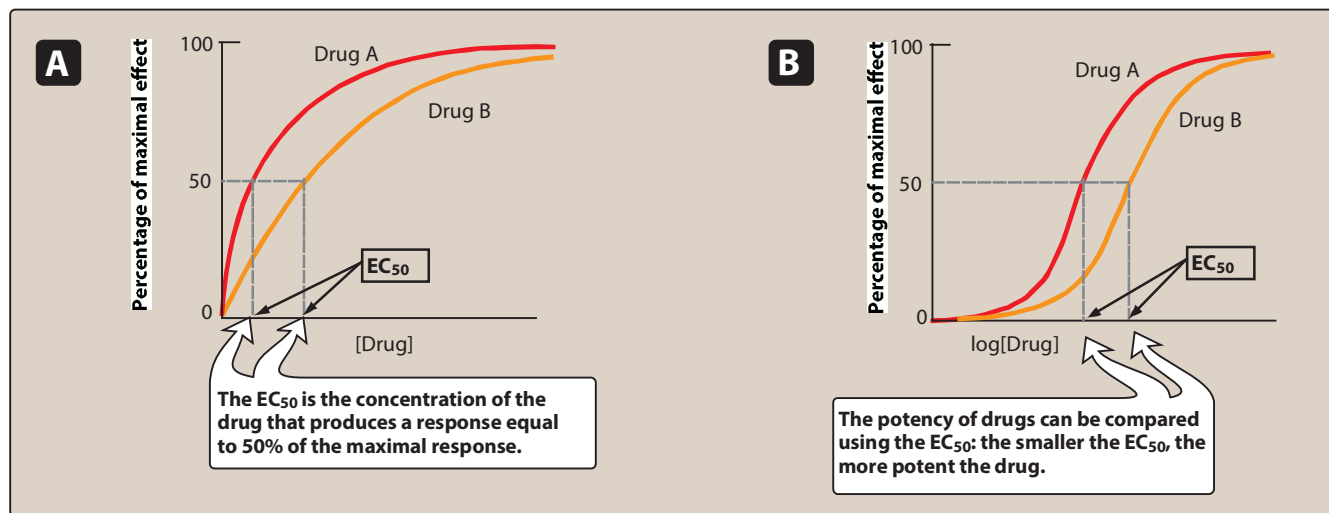 A
Percentage of maximal effect
100
50
0
Drug A
Drug B
EC50
[Drug]
The EC50 is the concentration of the
drug that produces a response equal
to 50% of the maximal response.
B
Percentage of maximal effect
100
50
0
Drug A
Drug B
EC50
log[Drug]
The potency of drugs can be compared
using the EC50: the smaller the EC50, the
more potent the drug.